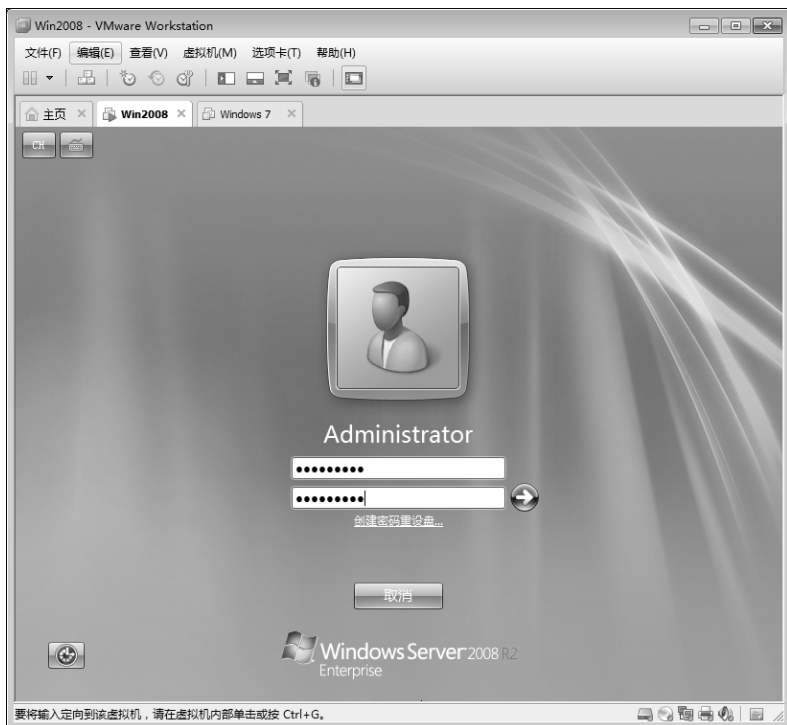 Win2008 - VMware Workstation
文件(F) 编辑(E) 查看(V) 虚拟机(M) 选项卡(T) 帮助(H)
主页 Win2008 Windows 7
CH
Administrator
•••••••••
•••••••••
创建密码重设盘...
取消
Windows Server 2008 R2
Enterprise
要将输入定向到该虚拟机，请在虚拟机内部单击或按 Ctrl+G。